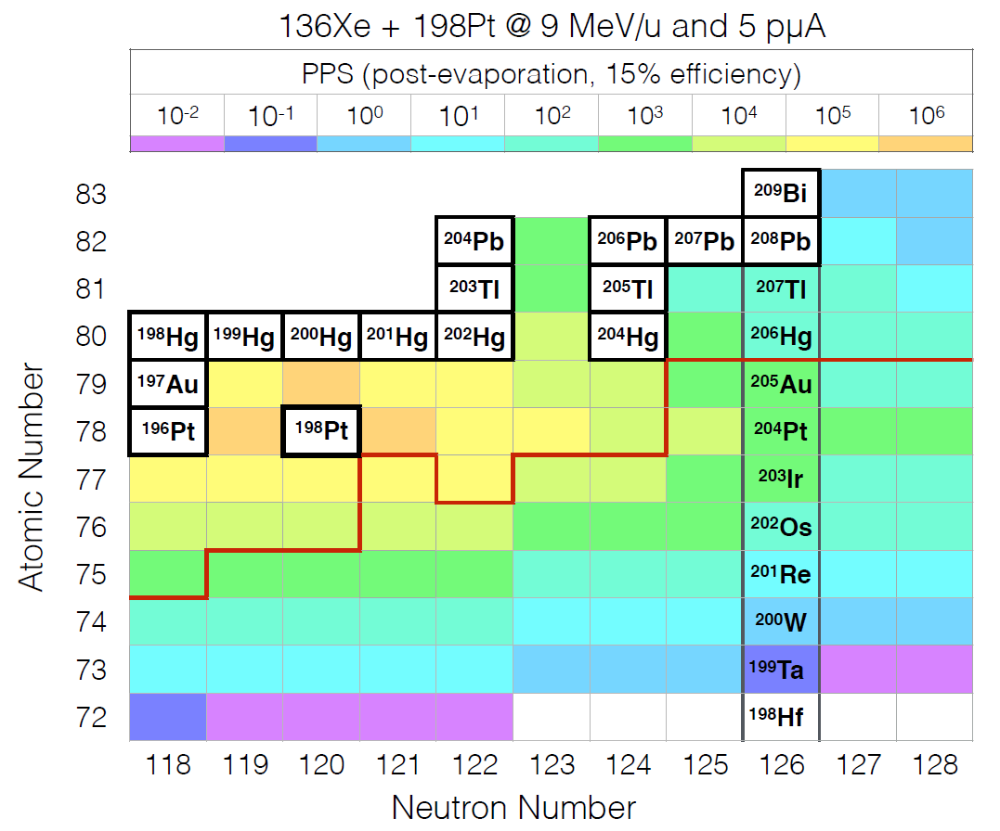 136Xe + 198Pt @ 9 MeV/u and 5 pμA
PPS (post-evaporation, 15% efficiency)
10⁻² 10⁻¹ 10⁰ 10¹ 10² 10³ 10⁴ 10⁵ 10⁶
83 ²⁰⁹Bi
82 ²⁰⁴Pb ²⁰⁶Pb ²⁰⁷Pb ²⁰⁸Pb
81 ²⁰³Tl ²⁰⁵Tl ²⁰⁷Tl
80 ¹⁹⁸Hg ¹⁹⁹Hg ²⁰⁰Hg ²⁰¹Hg ²⁰²Hg ²⁰⁴Hg ²⁰⁶Hg
79 ¹⁹⁷Au ²⁰⁵Au
78 ¹⁹⁶Pt ¹⁹⁸Pt ²⁰⁴Pt
77 ²⁰³Ir
76 ²⁰²Os
75 ²⁰¹Re
74 ²⁰⁰W
73 ¹⁹⁹Ta
72 ¹⁹⁸Hf
118 119 120 121 122 123 124 125 126 127 128
Neutron Number
Atomic Number